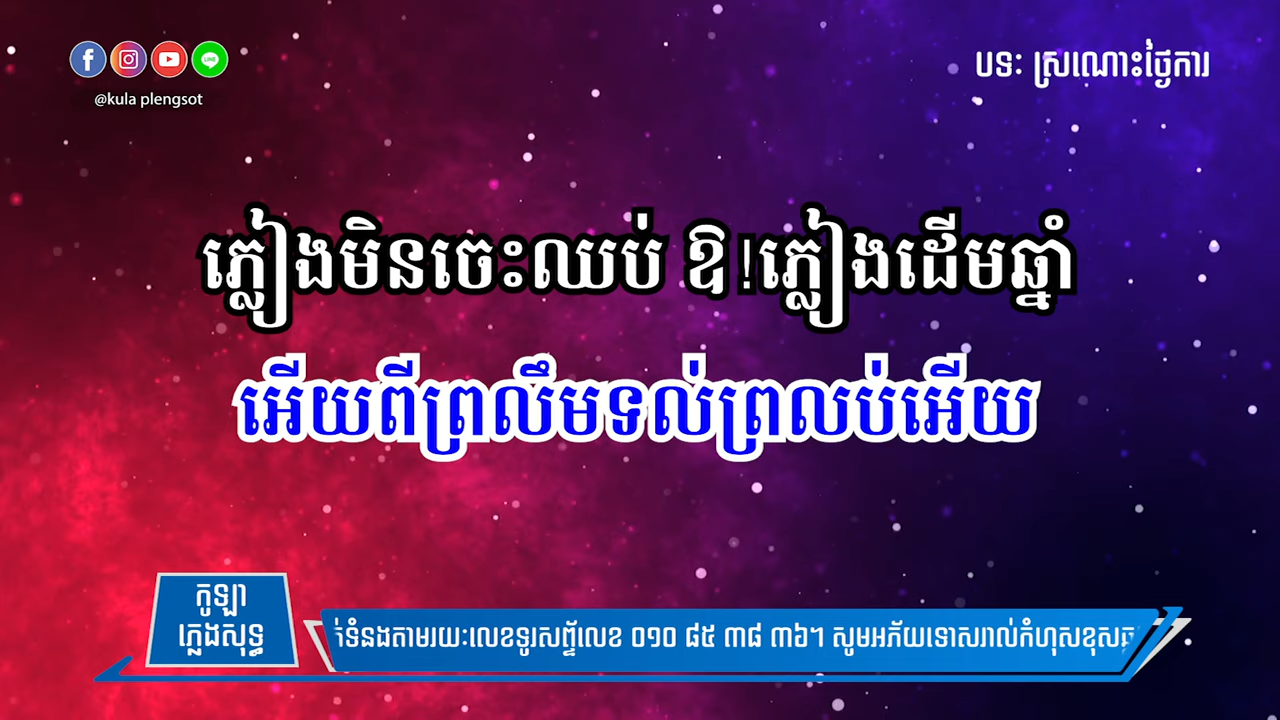 @kula plengsot
បទ: ស្រណោះថ្ងៃការ
ភ្លៀងមិនចេះឈប់ ឱ!ភ្លៀងដើមឆ្នាំ
អើយពីព្រលឹមទល់ព្រលប់អើយ
កូឡា
ភ្លេងសុទ្ធ
ទំនងតាមរយ:លេខទូរសព្ទ័លេខ ០១០ ៨៥ ៣៨ ៣៦។ សូមអភ័យទោសរាល់កំហុសខុសឆ្គ